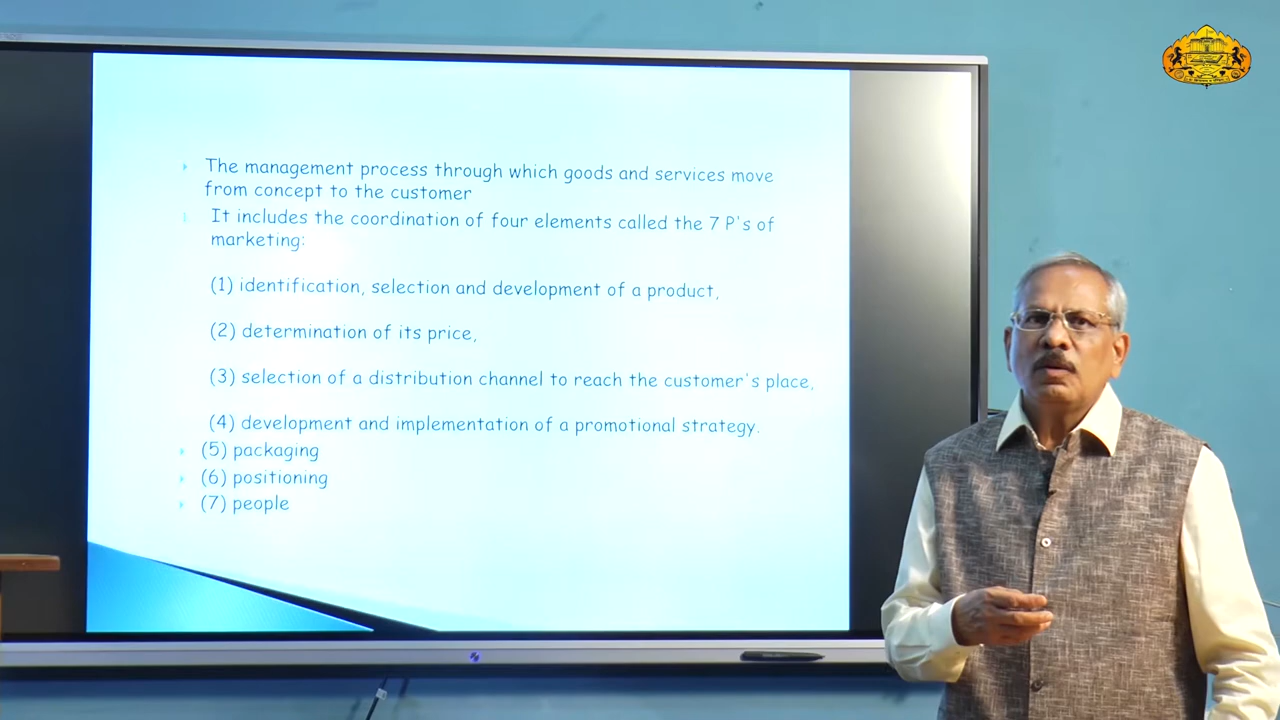 The management process through which goods and services move
from concept to the customer
It includes the coordination of four elements called the 7 P's of
marketing:
(1) identification, selection and development of a product,
(2) determination of its price,
(3) selection of a distribution channel to reach the customer's place,
(4) development and implementation of a promotional strategy.
(5) packaging
(6) positioning
(7) people